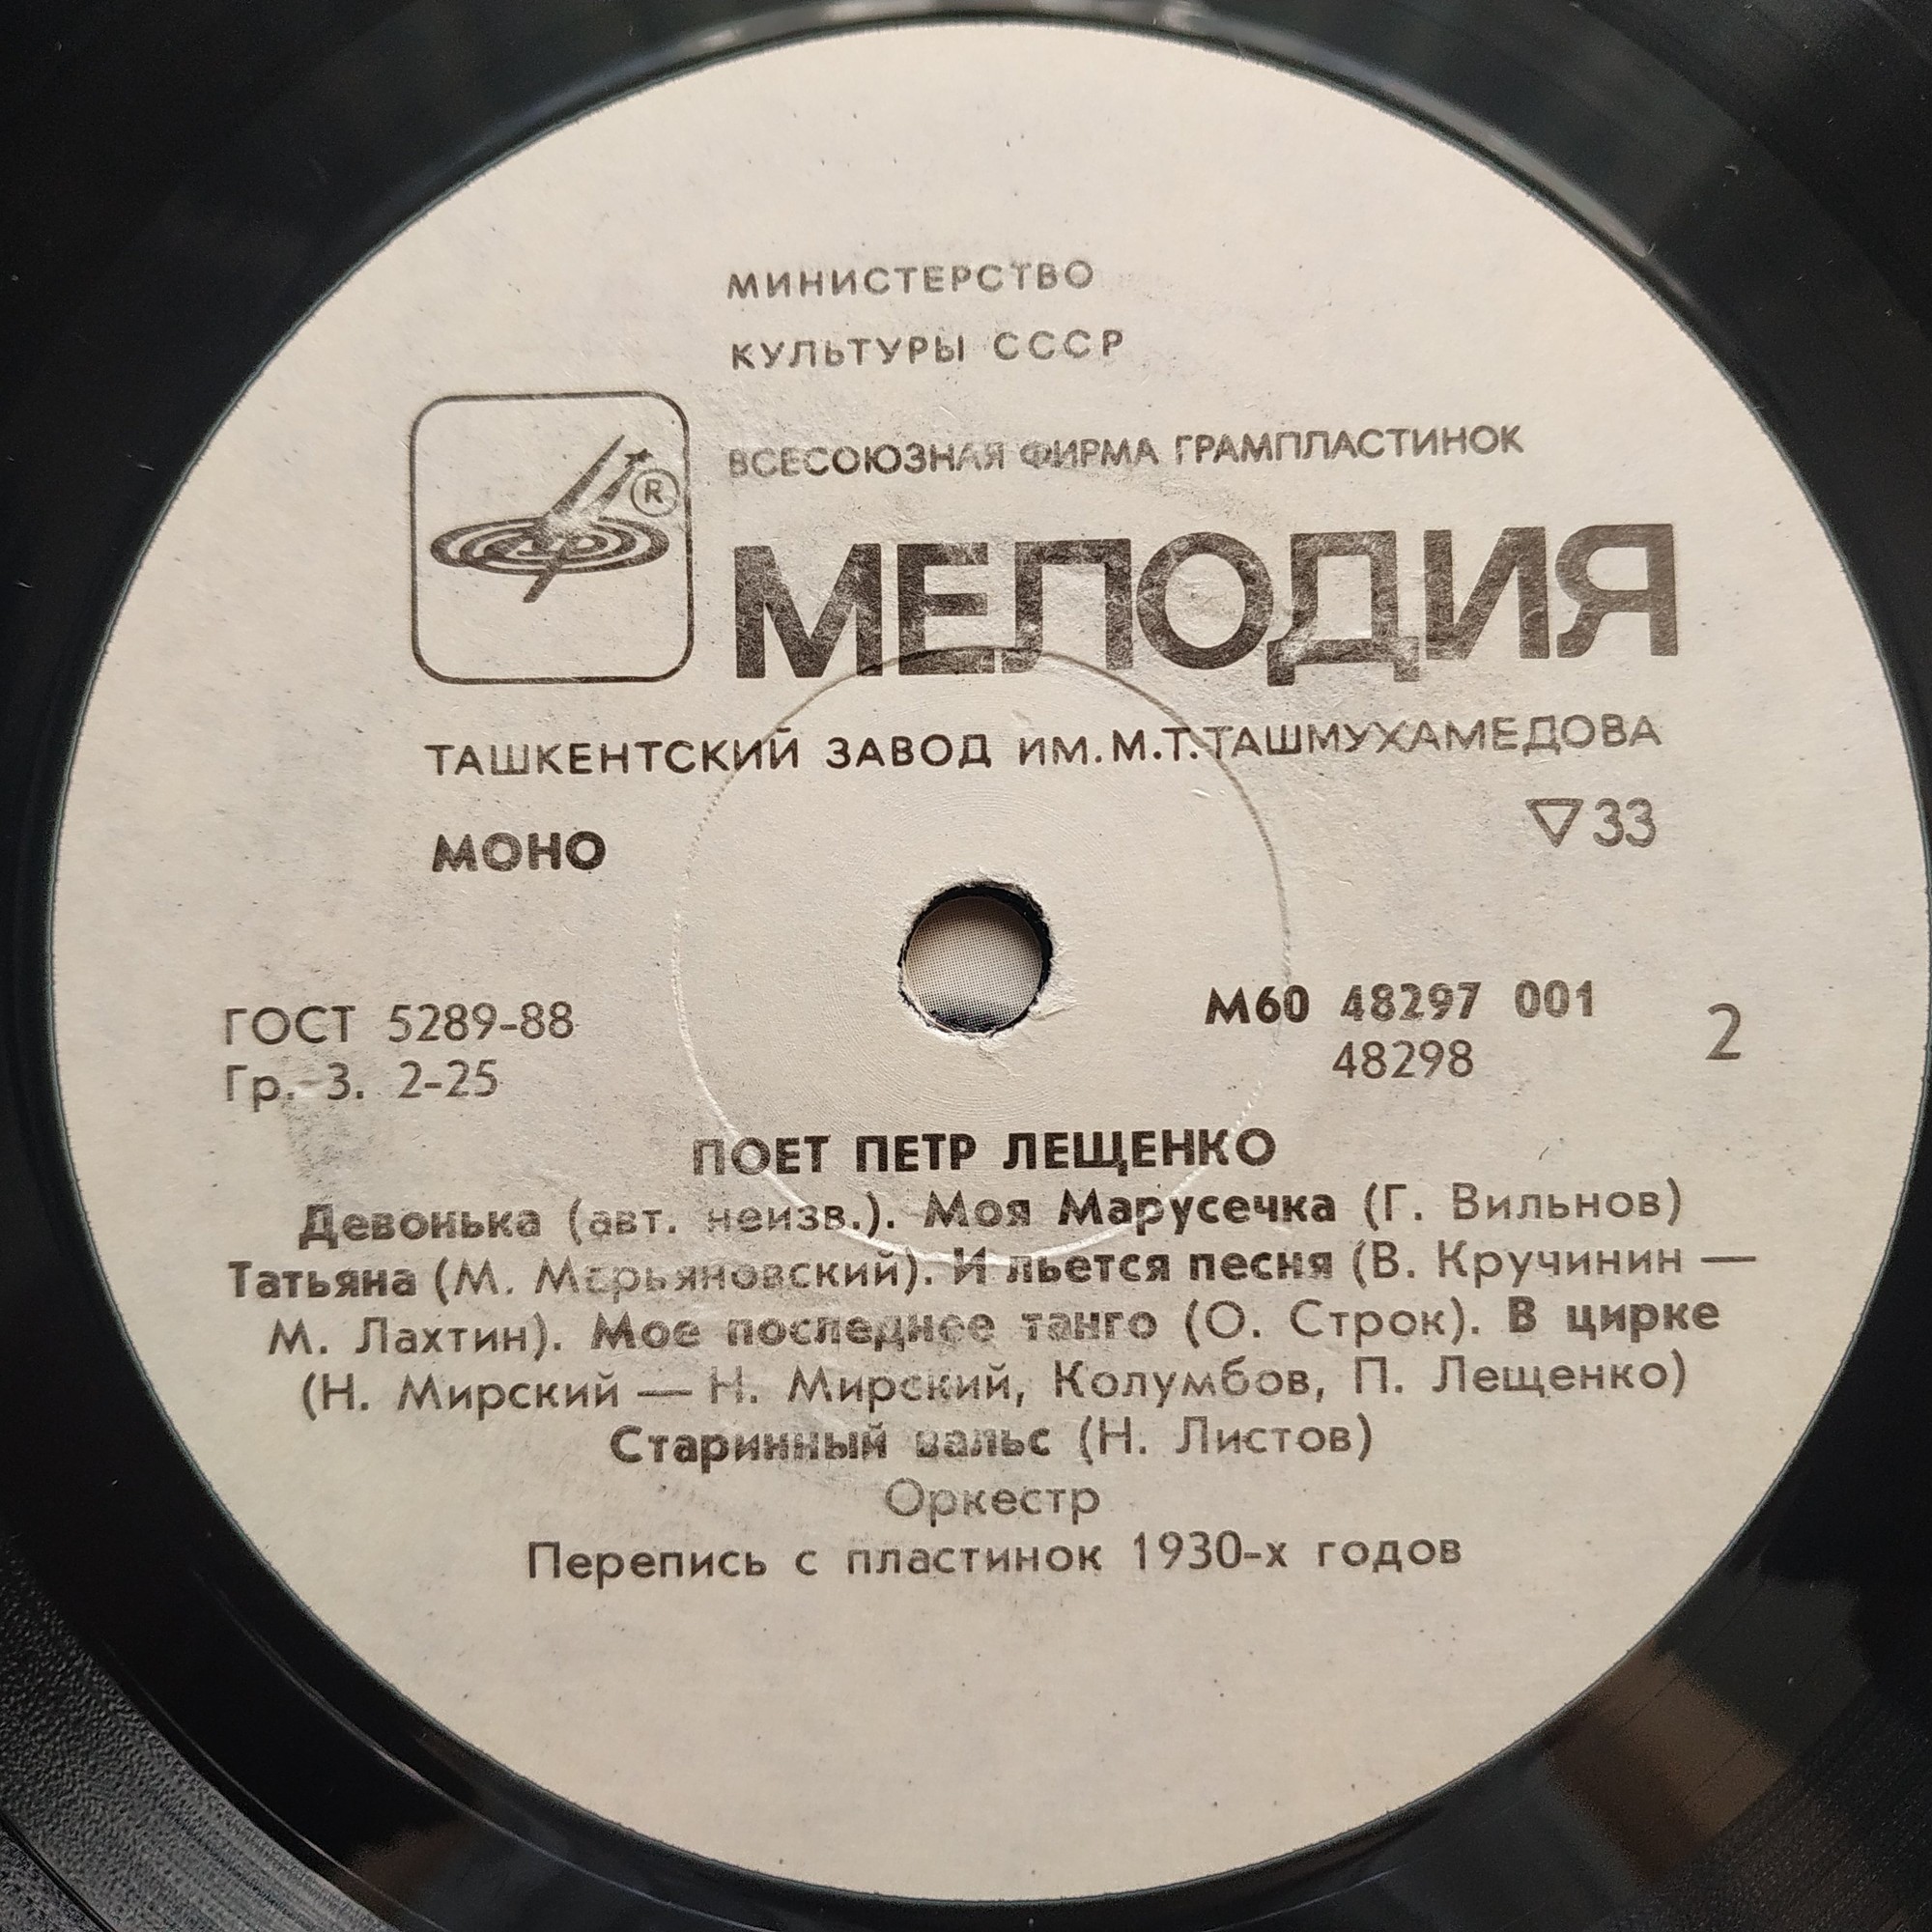 МИНИСТЕРСТВО
КУЛЬТУРЫ СССР
ВСЕСОЮЗНАЯ ФИРМА ГРАМПЛАСТИНОК
R
МЕЛОДИЯ
ТАШКЕНТСКИЙ ЗАВОД ИМ.М.Т.ТАШМУХАМЕДОВА
МОНО
▽33
ГОСТ 5289-88
Гр. 3. 2-25
М60 48297 001
48298
2
ПОЕТ ПЕТР ЛЕЩЕНКО
Девонька (авт. неизв.). Моя Марусечка (Г. Вильнов)
Татьяна (М. Марьяновский). И льется песня (В. Кручинин —
М. Лахтин). Мое последнее танго (О. Строк). В цирке
(Н. Мирский — Н. Мирский, Колумбов, П. Лещенко)
Старинный вальс (Н. Листов)
Оркестр
Перепись с пластинок 1930-х годов